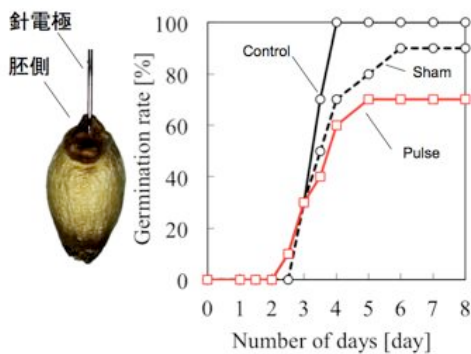 針電極
胚側
Germination rate [%]
100
80
60
40
20
0
Control
Sham
Pulse
0 1 2 3 4 5 6 7 8
Number of days [day]